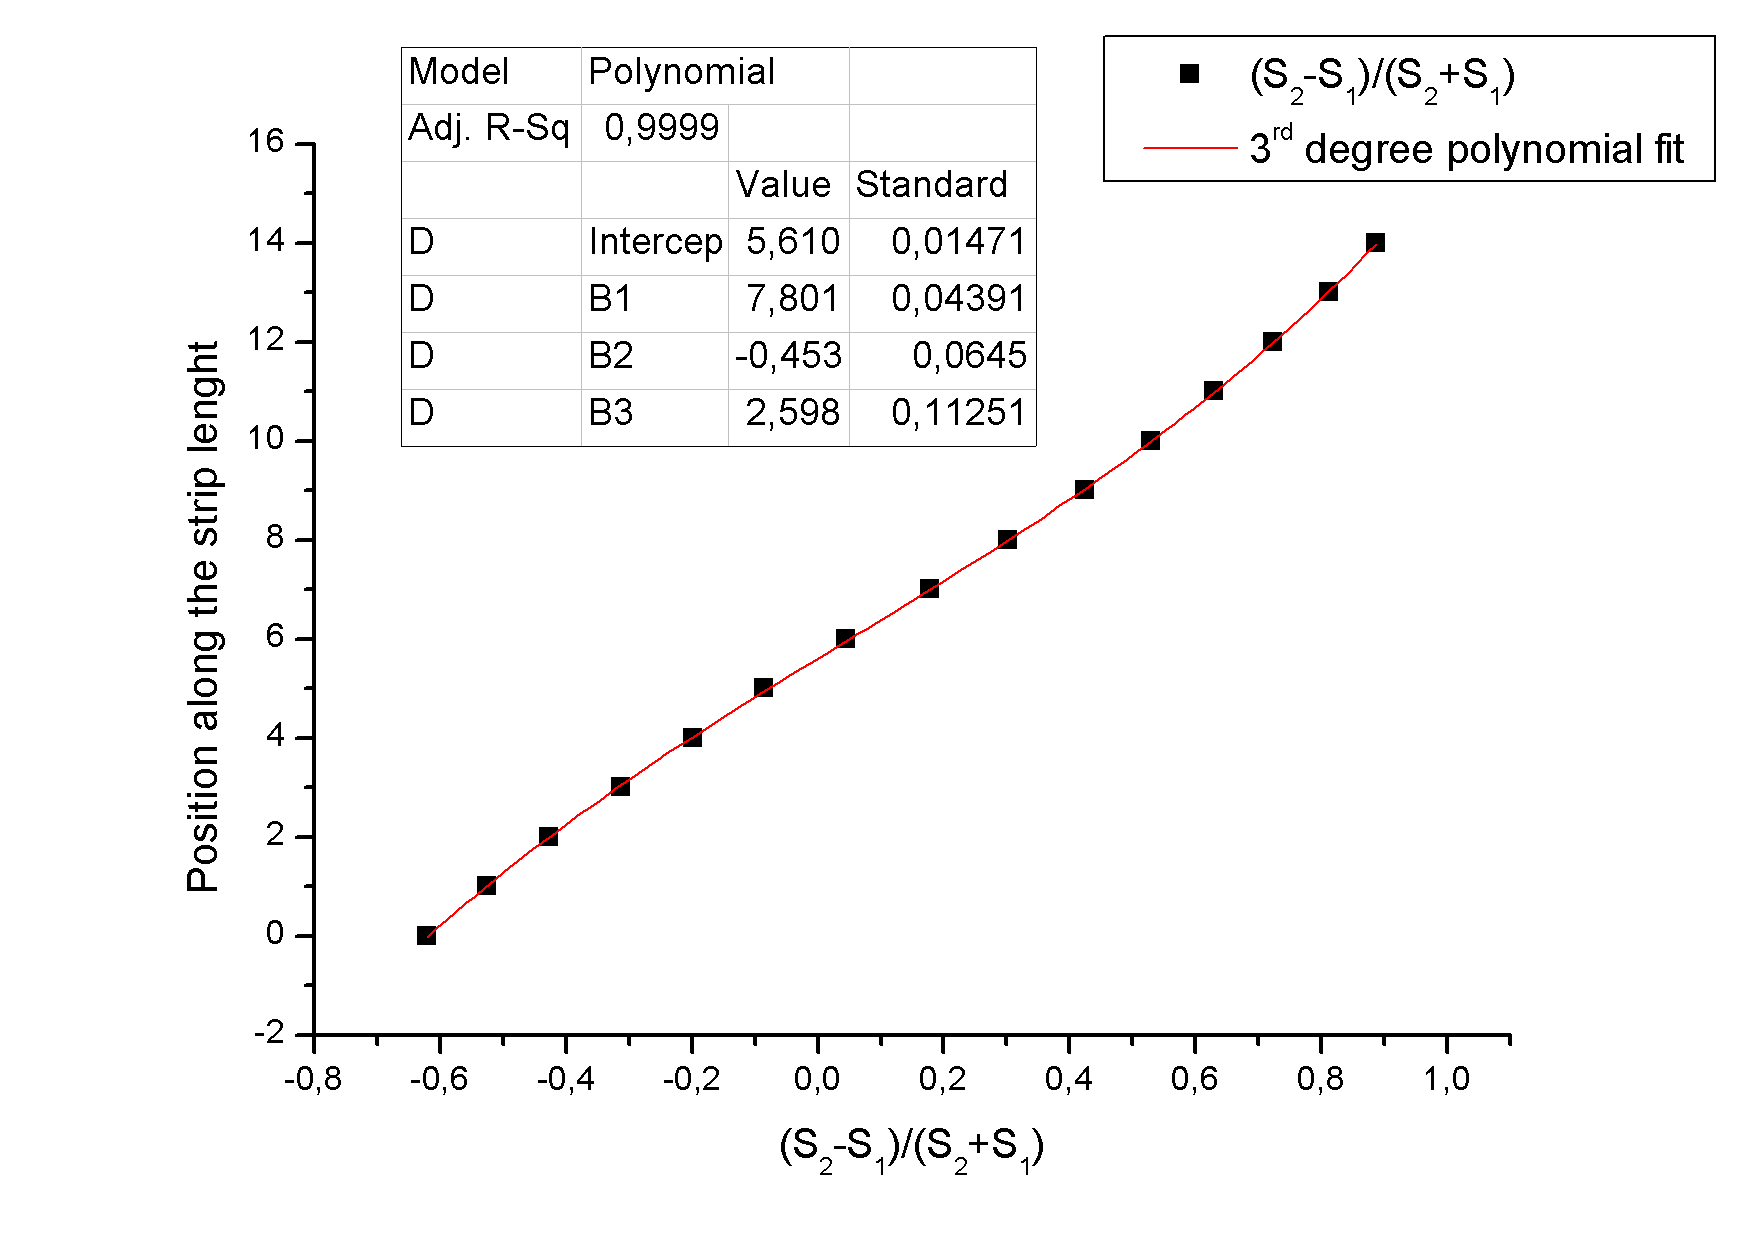 Model Polynomial
Adj. R-Sq 0,9999
Value Standard
D Intercep 5,610 0,01471
D B1 7,801 0,04391
D B2 -0,453 0,0645
D B3 2,598 0,11251
(S2-S1)/(S2+S1)
3rd degree polynomial fit
16
14
12
10
8
6
4
2
0
-2
Position along the strip lenght
-0,8 -0,6 -0,4 -0,2 0,0 0,2 0,4 0,6 0,8 1,0
(S2-S1)/(S2+S1)